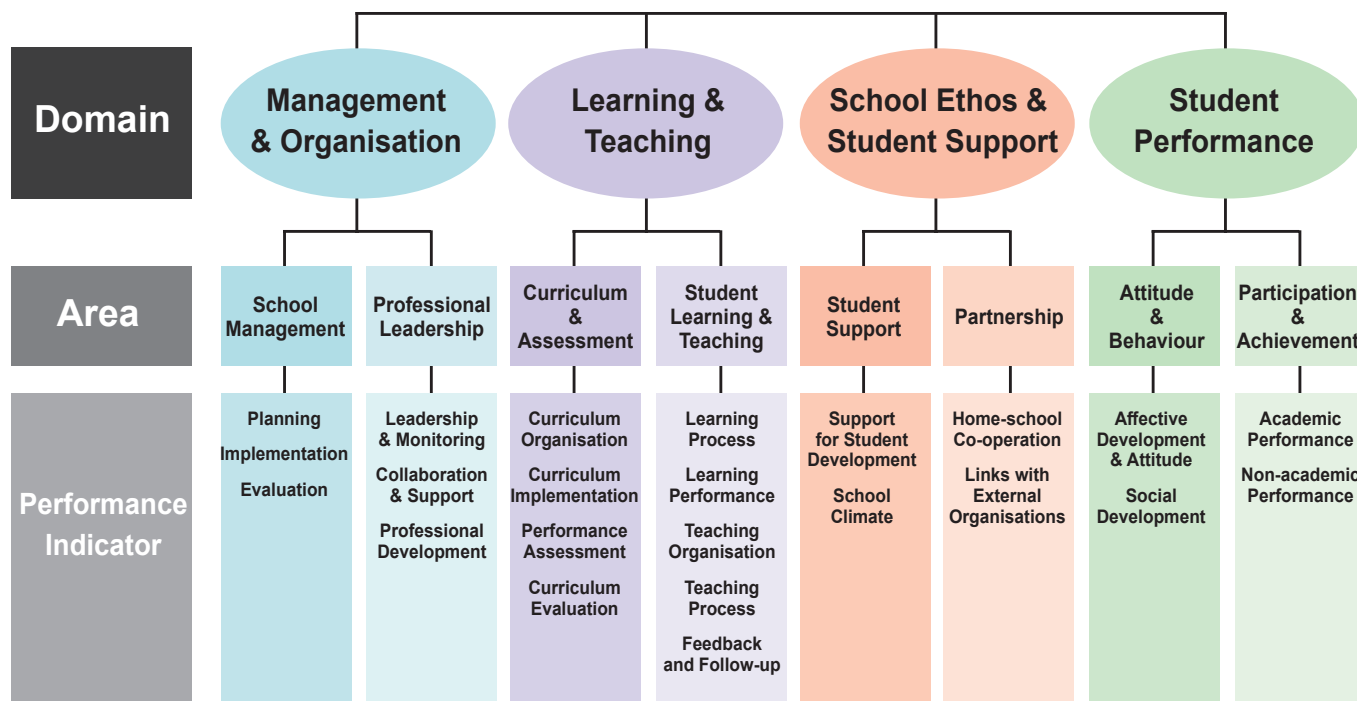 Domain
Management
& Organisation
Learning &
Teaching
School Ethos &
Student Support
Student
Performance
Area
School
Management
Professional
Leadership
Curriculum
&
Assessment
Student
Learning &
Teaching
Student
Support
Partnership
Attitude
&
Behaviour
Participation
&
Achievement
Performance
Indicator
Planning
Implementation
Evaluation
Leadership
& Monitoring
Collaboration
& Support
Professional
Development
Curriculum
Organisation
Curriculum
Implementation
Performance
Assessment
Curriculum
Evaluation
Learning
Process
Learning
Performance
Teaching
Organisation
Teaching
Process
Feedback
and Follow-up
Support
for Student
Development
School
Climate
Home-school
Co-operation
Links with
External
Organisations
Affective
Development
& Attitude
Social
Development
Academic
Performance
Non-academic
Performance